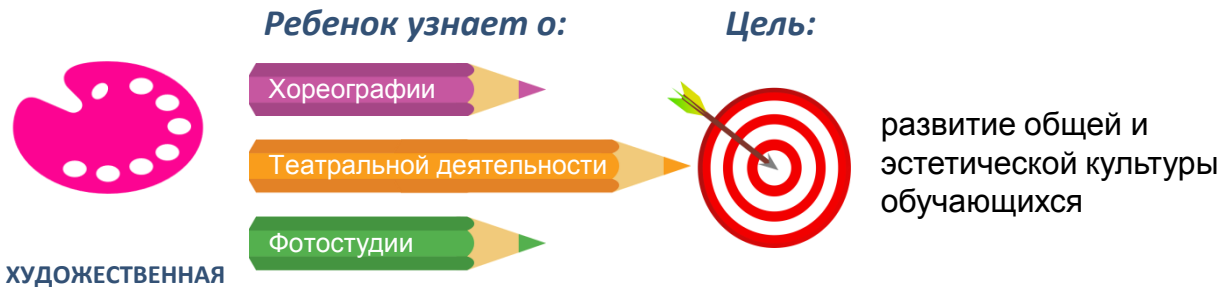 Ребенок узнает о:
Цель:
Хореографии
Театральной деятельности
Фотостудии
развитие общей и
эстетической культуры
обучающихся
ХУДОЖЕСТВЕННАЯ